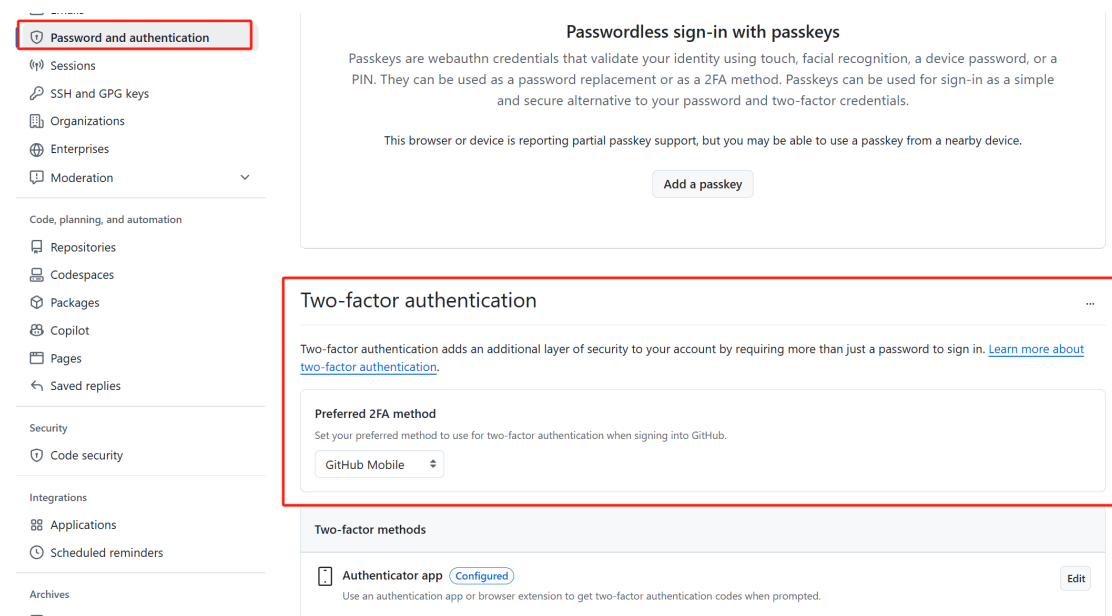 Password and authentication
Sessions
SSH and GPG keys
Organizations
Enterprises
Moderation
Code, planning, and automation
Repositories
Codespaces
Packages
Copilot
Pages
Saved replies
Security
Code security
Integrations
Applications
Scheduled reminders
Archives
Passwordless sign-in with passkeys
Passkeys are webauthn credentials that validate your identity using touch, facial recognition, a device password, or a
PIN. They can be used as a password replacement or as a 2FA method. Passkeys can be used for sign-in as a simple
and secure alternative to your password and two-factor credentials.
This browser or device is reporting partial passkey support, but you may be able to use a passkey from a nearby device.
Add a passkey
Two-factor authentication
...
Two-factor authentication adds an additional layer of security to your account by requiring more than just a password to sign in. Learn more about
two-factor authentication.
Preferred 2FA method
Set your preferred method to use for two-factor authentication when signing into GitHub.
GitHub Mobile
Two-factor methods
Authenticator app Configured
Edit
Use an authentication app or browser extension to get two-factor authentication codes when prompted.